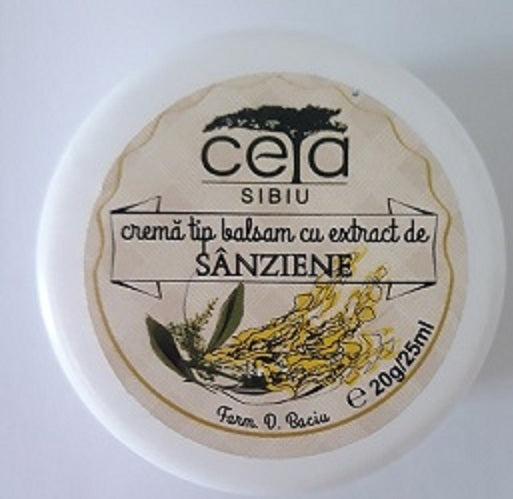 ceta
SIBIU
cremă tip balsam cu extract de
SÂNZIENE
℮ 20g/25ml
Farm. D. Baciu